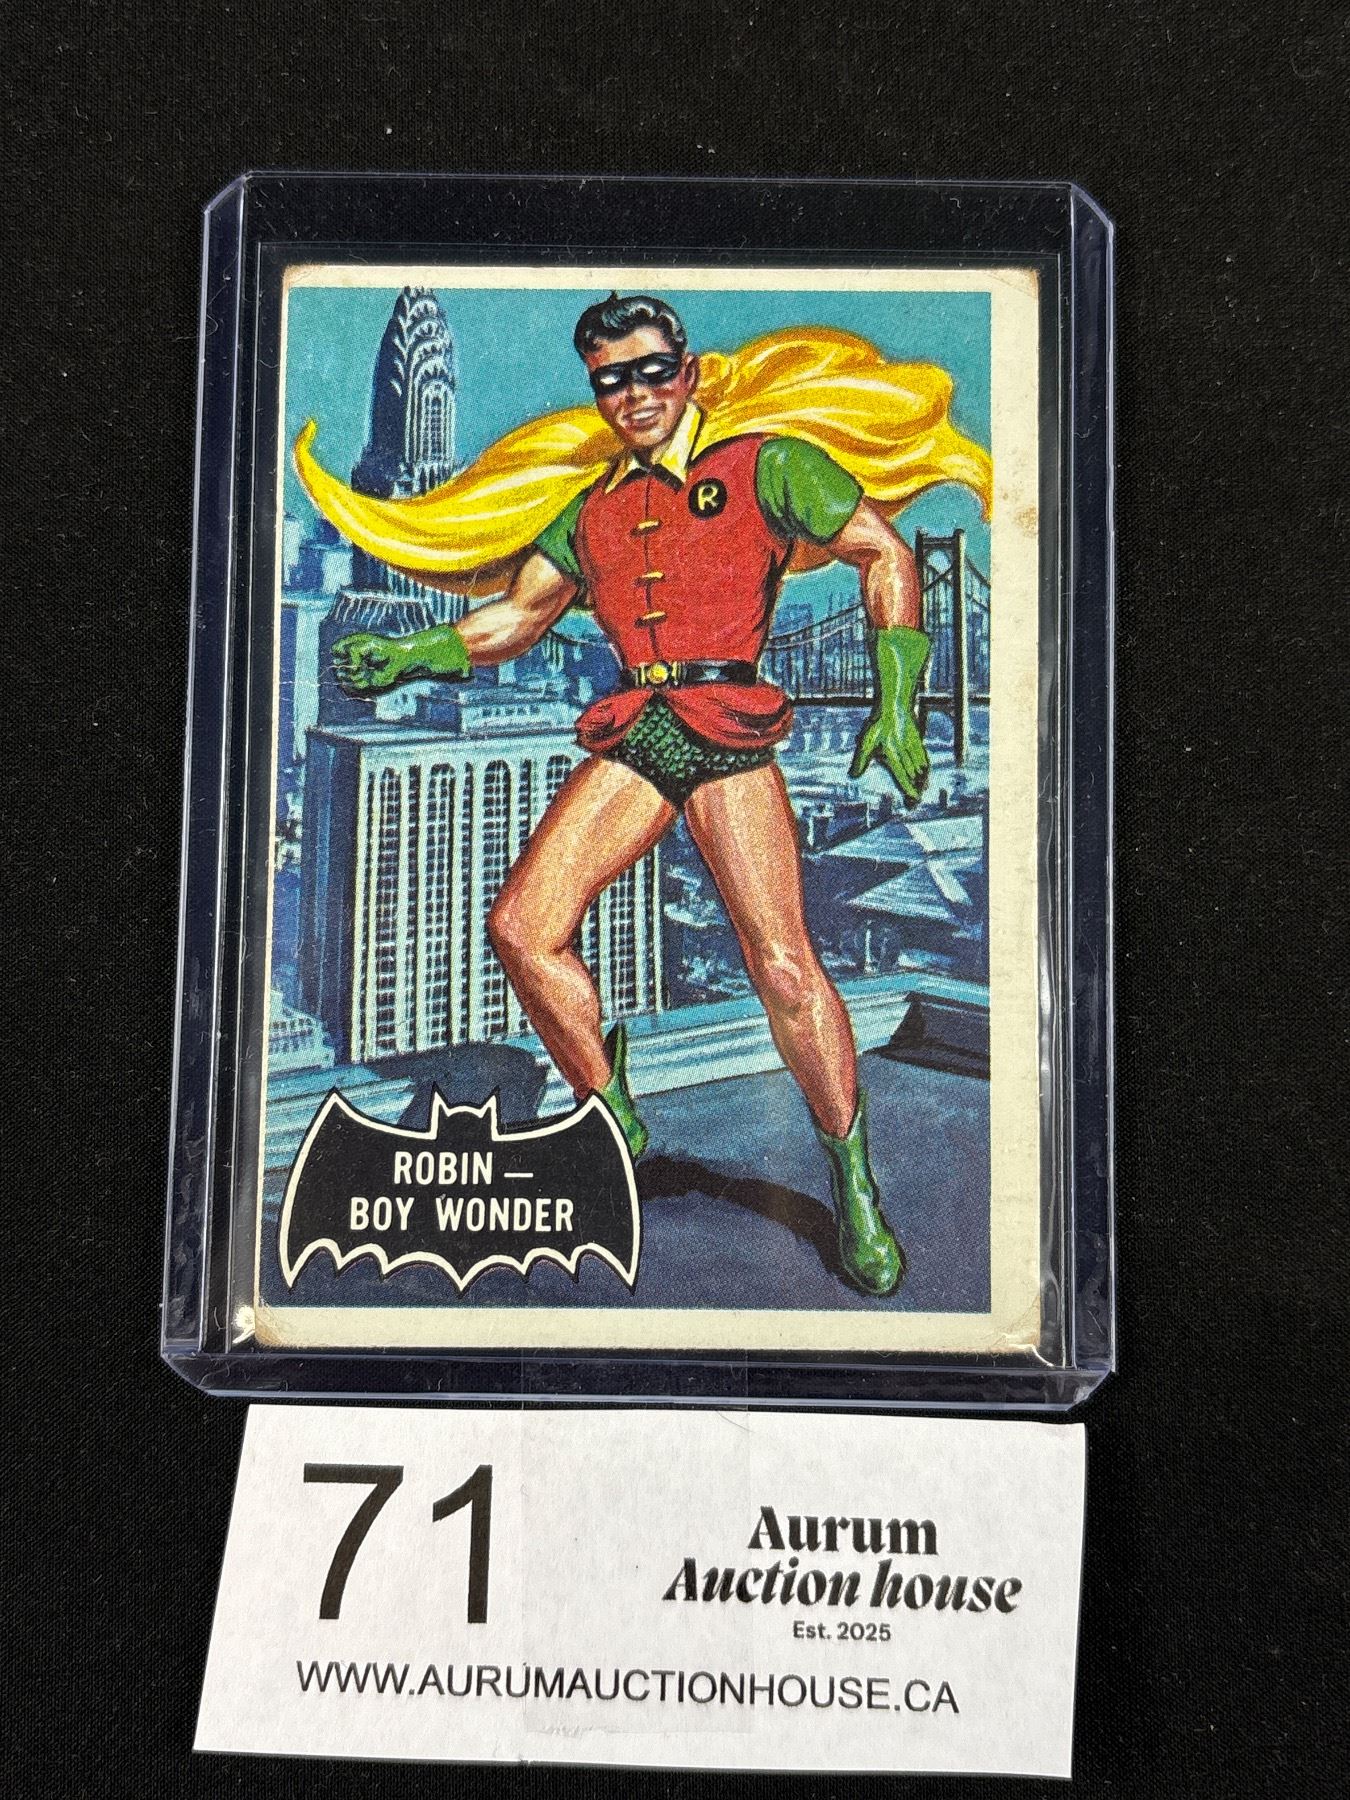 R
ROBIN —
BOY WONDER
71
Aurum
Auction house
Est. 2025
WWW.AURUMAUCTIONHOUSE.CA